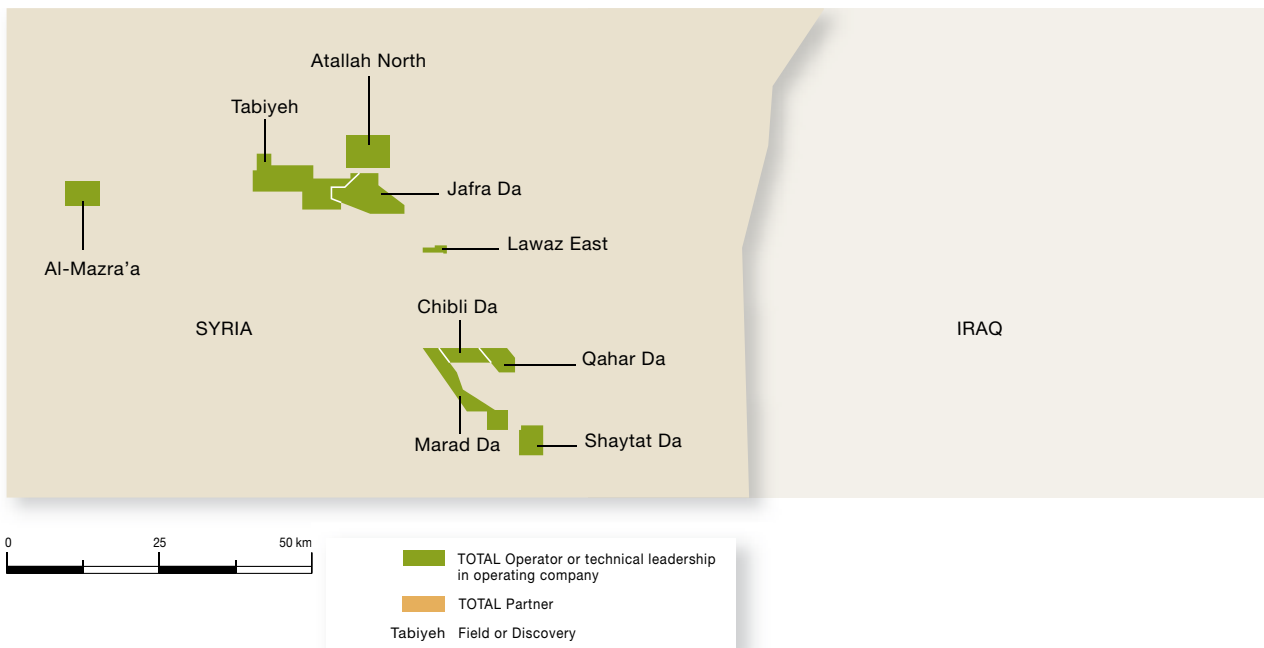 Atallah North
Tabiyeh
Jafra Da
Lawaz East
Al-Mazra’a
Chibli Da
SYRIA
IRAQ
Qahar Da
Marad Da
Shaytat Da
0 25 50 km
TOTAL Operator or technical leadership
in operating company
TOTAL Partner
Tabiyeh Field or Discovery